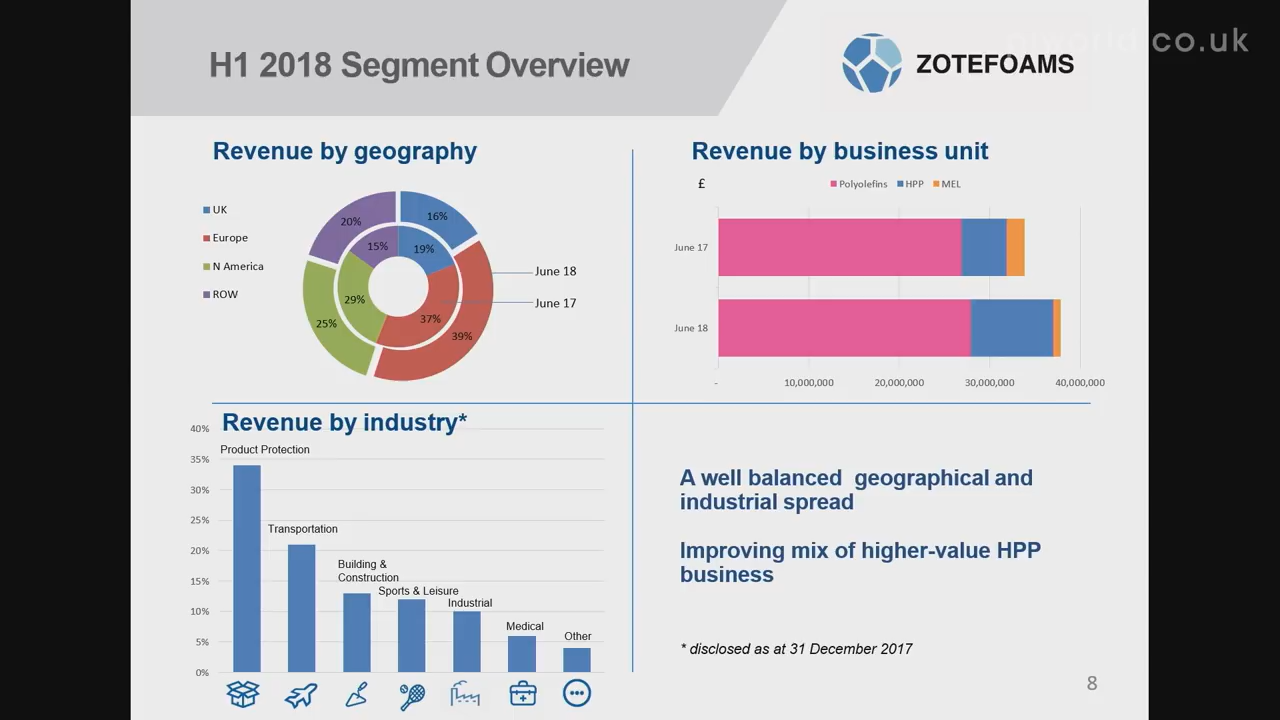 H1 2018 Segment Overview
ZOTEFOAMS
co.uk
Revenue by geography
UK
Europe
N America
ROW
20%
16%
15%
19%
29%
37%
25%
39%
June 18
June 17
Revenue by business unit
£
Polyolefins HPP MEL
June 17
June 18
- 10,000,000 20,000,000 30,000,000 40,000,000
Revenue by industry*
40%
35%
30%
25%
20%
15%
10%
5%
0%
Product Protection
Transportation
Building &
Construction
Sports & Leisure
Industrial
Medical
Other
A well balanced geographical and
industrial spread
Improving mix of higher-value HPP
business
* disclosed as at 31 December 2017
8